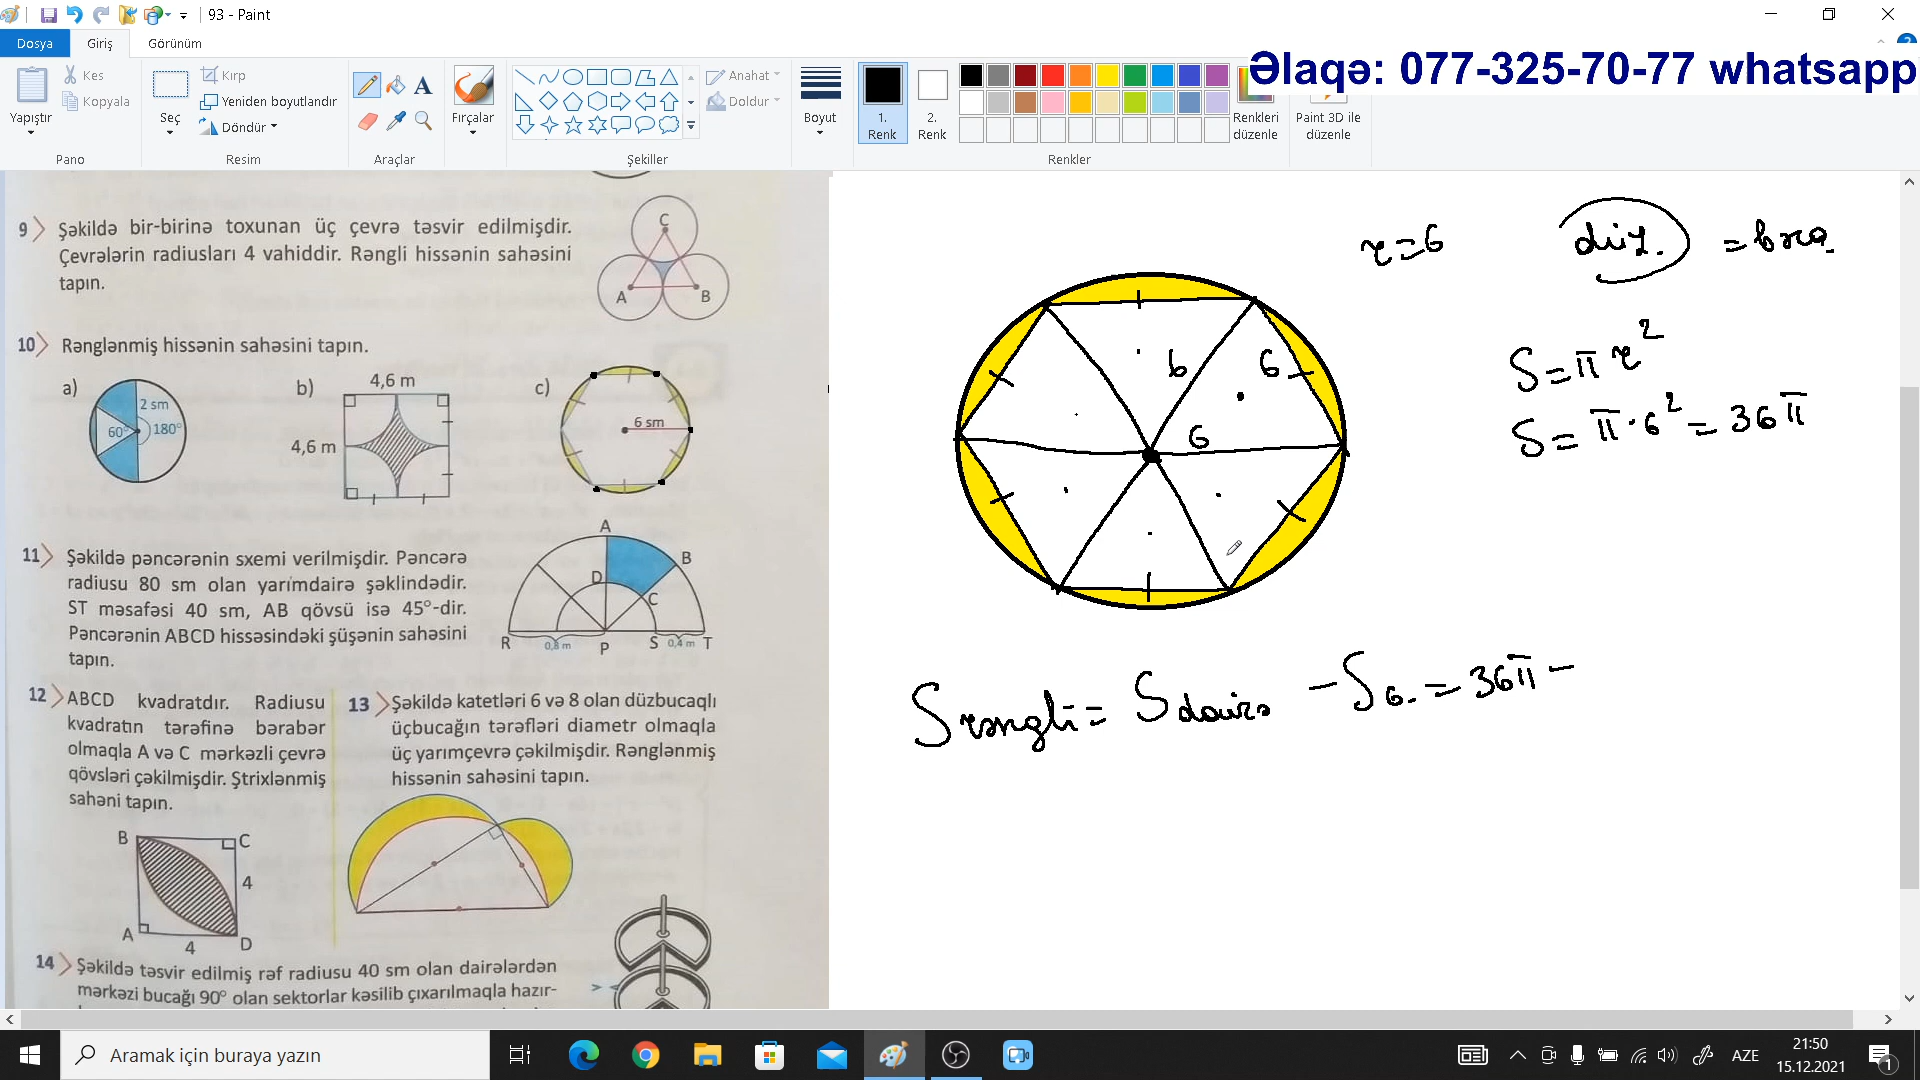 93 - Paint
Dosya Giriş Görünüm
Əlaqə: 077-325-70-77 whatsapp
Yapıştır
Kes
Kopyala
Pano
Seç
Kırp
Yeniden boyutlandır
Döndür
Resim
A
Araçlar
Fırçalar
Anahat
Doldur
Şekiller
Boyut
1. Renk
2. Renk
Renkler
Renkleri düzenle
Paint 3D ile düzenle
9 Şəkildə bir-birinə toxunan üç çevrə təsvir edilmişdir.
Çevrələrin radiusları 4 vahiddir. Rəngli hissənin sahəsini
tapın.
C
A B
10 Rənglənmiş hissənin sahəsini tapın.
a) 2 sm 60° 180°
b) 4,6 m 4,6 m
c) 6 sm
11 Şəkildə pəncərənin sxemi verilmişdir. Pəncərə
radiusu 80 sm olan yarımdairə şəklindədir.
ST məsafəsi 40 sm, AB qövsü isə 45°-dir.
Pəncərənin ABCD hissəsindəki şüşənin sahəsini
tapın.
A B D C
R 0,8 m P S 0,4 m T
12 ABCD kvadratdır. Radiusu
kvadratın tərəfinə bərabər
olmaqla A və C mərkəzli çevrə
qövsləri çəkilmişdir. Ştrixlənmiş
sahəni tapın.
B C
4
A 4 D
13 Şəkildə katetləri 6 və 8 olan düzbucaqlı
üçbucağın tərəfləri diametr olmaqla
üç yarımçevrə çəkilmişdir. Rənglənmiş
hissənin sahəsini tapın.
14 Şəkildə təsvir edilmiş rəf radiusu 40 sm olan dairələrdən
mərkəzi bucağı 90° olan sektorlar kəsilib çıxarılmaqla hazır-
r=6 düz.
6 6
6
S=πr²
S=π·6²=36π
Srəngli=Sdairə -S6.=36π-
Aramak için buraya yazın
AZE
21:50
15.12.2021
1